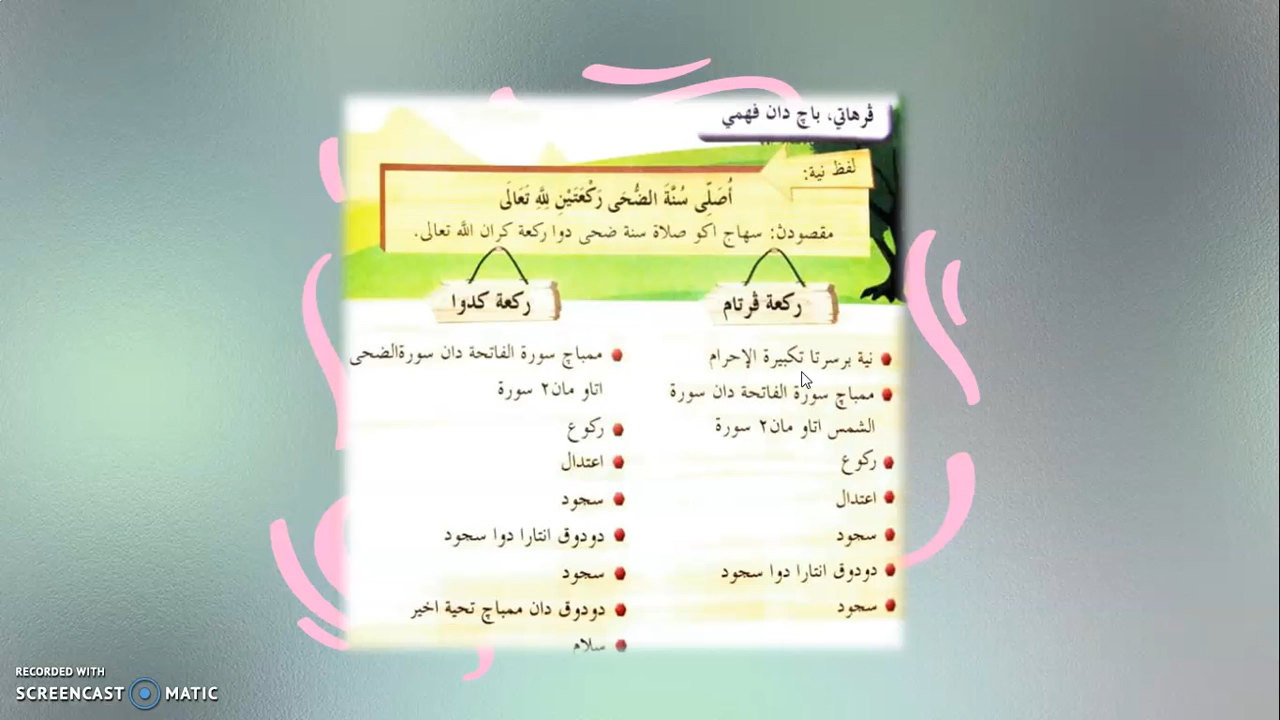 ڤرهاتي، باچ دان فهمي
لفظ نية:
أُصَلِّى سُنَّةَ الضُّحَى رَكْعَتَيْنِ لِلَّهِ تَعَالَى
مقصودڽ: سهاج اکو صلاة سنة ضحى دوا رکعة کران الله تعالى.
رکعة ڤرتام
نية برسرتا تکبيرة الإحرام
ممباچ سورة الفاتحة دان سورة
الشمس اتاو مان٢ سورة
رکوع
اعتدال
سجود
دودوق انتارا دوا سجود
سجود
رکعة کدوا
ممباچ سورة الفاتحة دان سورةالضحى
اتاو مان٢ سورة
رکوع
اعتدال
سجود
دودوق انتارا دوا سجود
سجود
دودوق دان ممباچ تحية اخير
سلام
RECORDED WITH
SCREENCAST MATIC